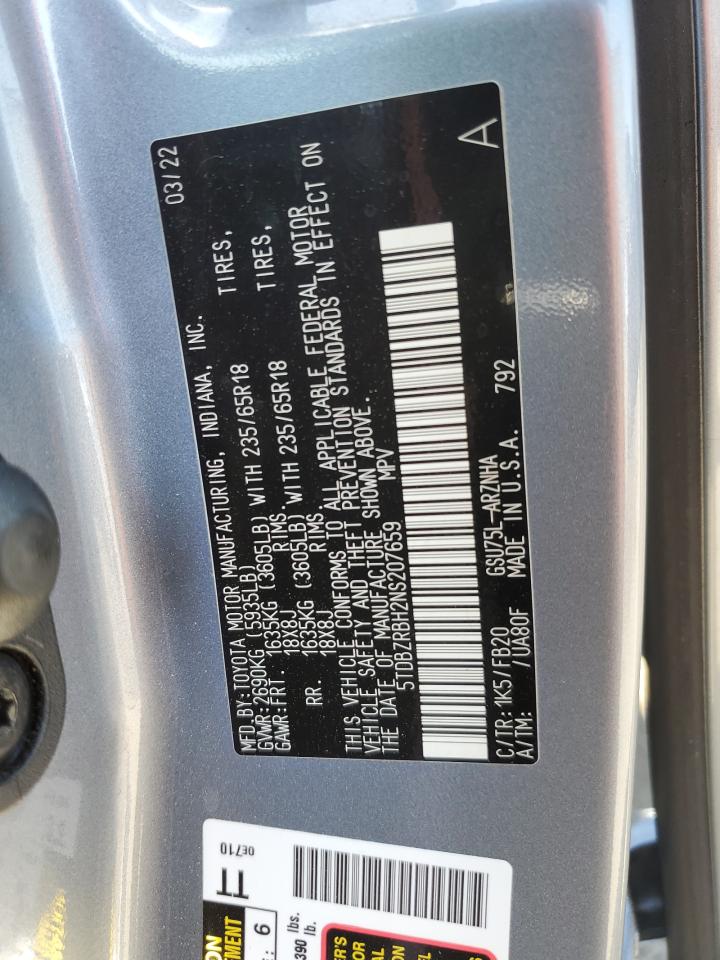 MFD BY:TOYOTA MOTOR MANUFACTURING, INDIANA, INC. 03/22
GVWR:2690KG (5935LB)
GAWR:FRT. 1635KG (3605LB) WITH 235/65R18 TIRES,
18X8J RIMS.
RR. 1635KG (3605LB) WITH 235/65R18 TIRES,
18X8J RIMS.
THIS VEHICLE CONFORMS TO ALL APPLICABLE FEDERAL MOTOR
VEHICLE SAFETY AND THEFT PREVENTION STANDARDS IN EFFECT ON
THE DATE OF MANUFACTURE SHOWN ABOVE.
5TDBZRBH2NS207659 MPV
A
C/TR:1K5/FB20 GSU75L-ARZNHA
A/TM: /UA80F MADE IN U.S.A. 792
TT 0E710
: 6
lbs.
390 lb.